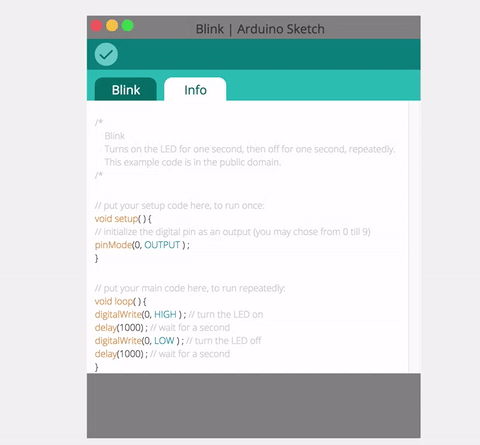 Blink | Arduino Sketch
Blink
Info
/*
Blink
Turns on the LED for one second, then off for one second, repeatedly.
This example code is in the public domain.
/*
// put your setup code here, to run once:
void setup( ) {
// initialize the digital pin as an output (you may chose from 0 till 9)
pinMode(0, OUTPUT ) ;
}
// put your main code here, to run repeatedly:
void loop( ) {
digitalWrite(0, HIGH ) ; // turn the LED on
delay(1000) ; // wait for a second
digitalWrite(0, LOW ) ; // turn the LED off
delay(1000) ; // wait for a second
}